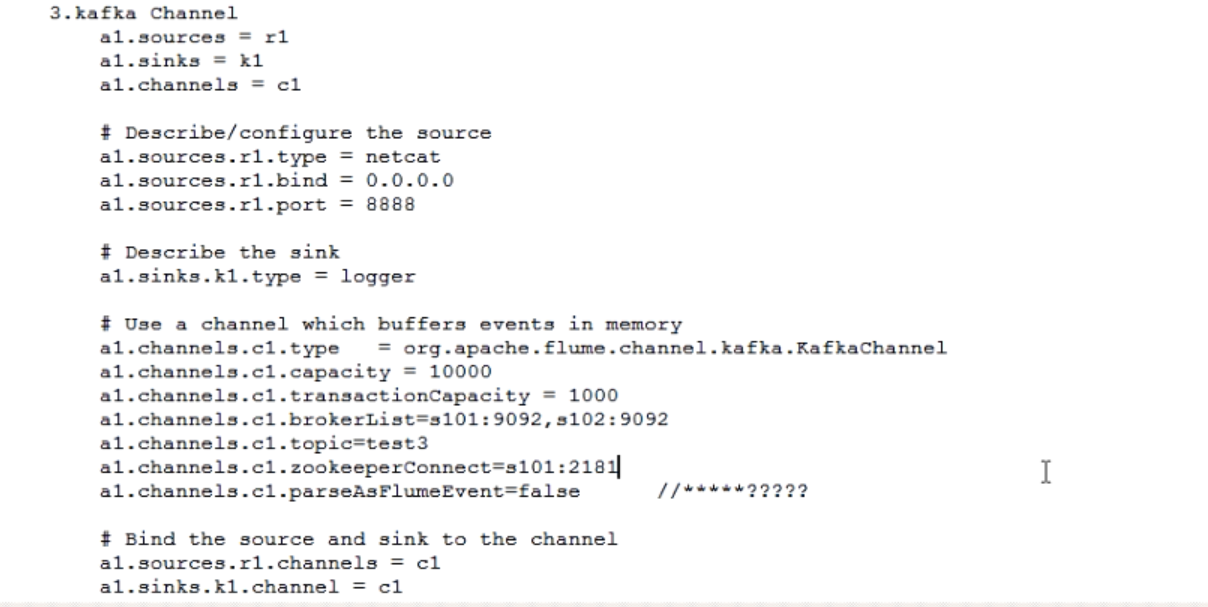 3.kafka Channel
a1.sources = r1
a1.sinks = k1
a1.channels = c1
# Describe/configure the source
a1.sources.r1.type = netcat
a1.sources.r1.bind = 0.0.0.0
a1.sources.r1.port = 8888
# Describe the sink
a1.sinks.k1.type = logger
# Use a channel which buffers events in memory
a1.channels.c1.type   = org.apache.flume.channel.kafka.KafkaChannel
a1.channels.c1.capacity = 10000
a1.channels.c1.transactionCapacity = 1000
a1.channels.c1.brokerList=s101:9092,s102:9092
a1.channels.c1.topic=test3
a1.channels.c1.zookeeperConnect=s101:2181
a1.channels.c1.parseAsFlumeEvent=false      //*****?????
# Bind the source and sink to the channel
a1.sources.r1.channels = c1
a1.sinks.k1.channel = c1